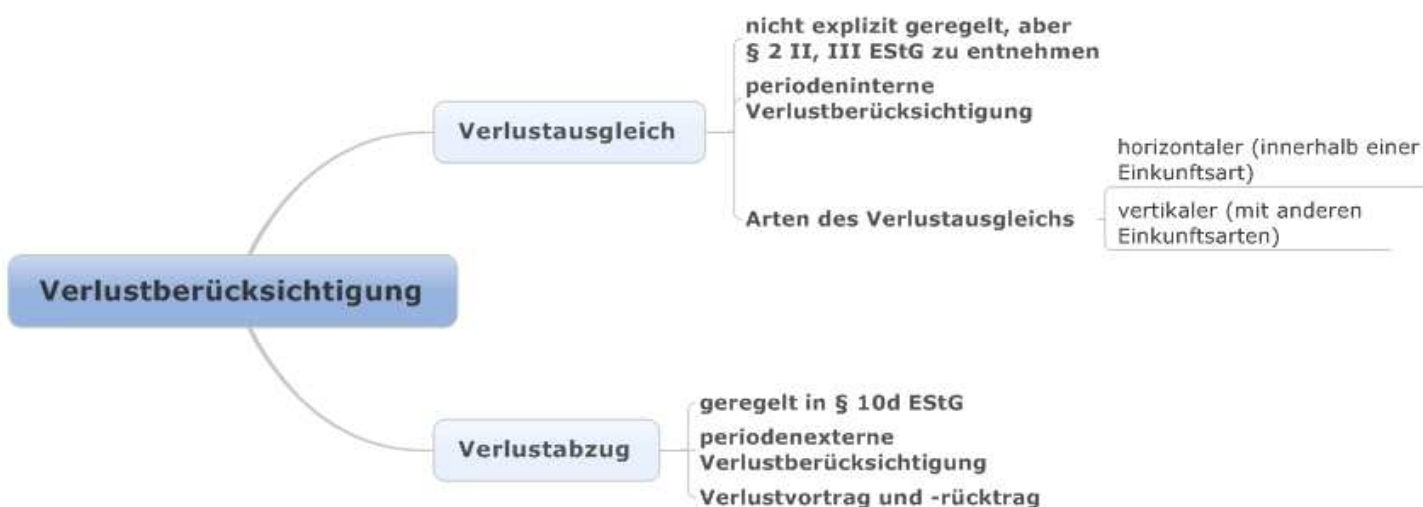 nicht explizit geregelt, aber
§ 2 II, III EStG zu entnehmen
periodeninterne
Verlustberücksichtigung
Verlustausgleich
horizontaler (innerhalb einer
Einkunftsart)
Arten des Verlustausgleichs
vertikaler (mit anderen
Einkunftsarten)
Verlustberücksichtigung
geregelt in § 10d EStG
Verlustabzug
periodenexterne
Verlustberücksichtigung
Verlustvortrag und -rücktrag